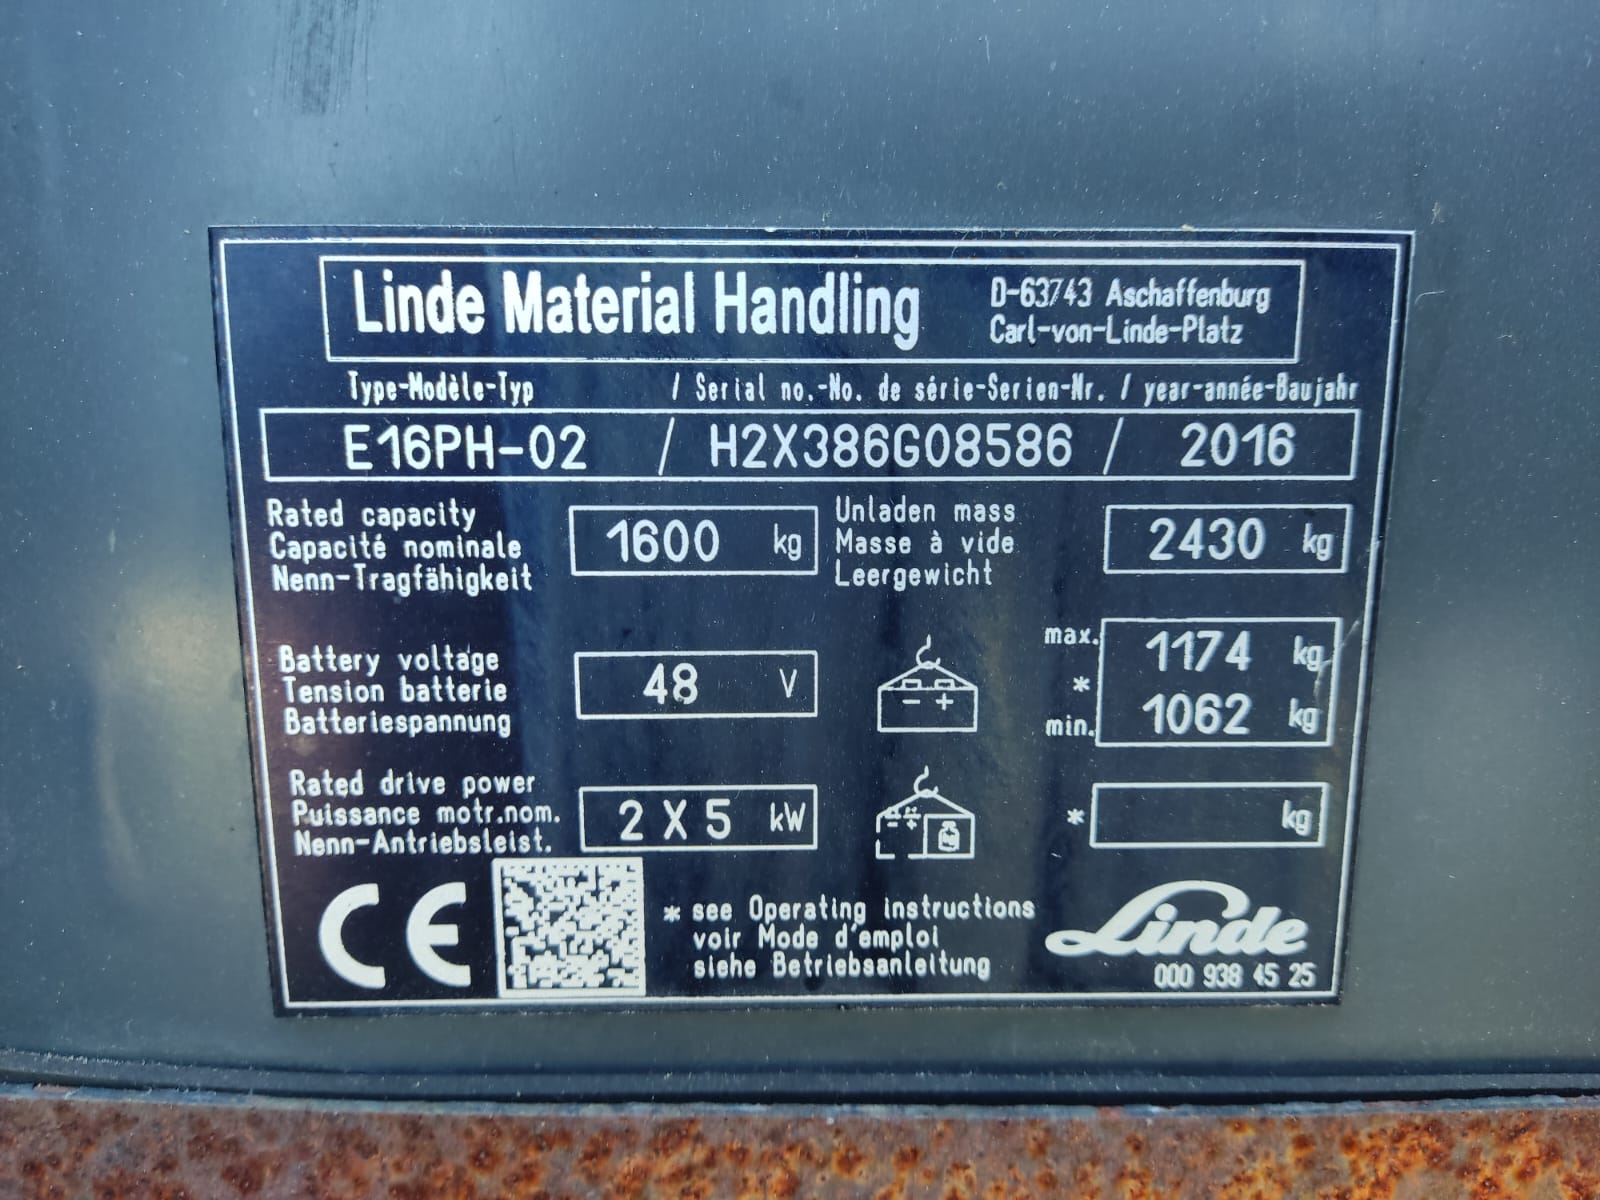 Linde Material Handling
D-63743 Aschaffenburg
Carl-von-Linde-Platz
Type-Modèle-Typ / Serial no.-No. de série-Serien-Nr. / year-année-Baujahr
E16PH-02 / H2X386G08586 / 2016
Rated capacity
Capacité nominale
Nenn-Tragfähigkeit
1600 kg
Unladen mass
Masse à vide
Leergewicht
2430 kg
Battery voltage
Tension batterie
Batteriespannung
48 V
- +
max. 1174 kg
*
min. 1062 kg
Rated drive power
Puissance motr.nom.
Nenn-Antriebsleist.
2 X 5 kW
- + kg
* kg
CE
* see Operating instructions
voir Mode d'emploi
siehe Betriebsanleitung
Linde
000 938 45 25